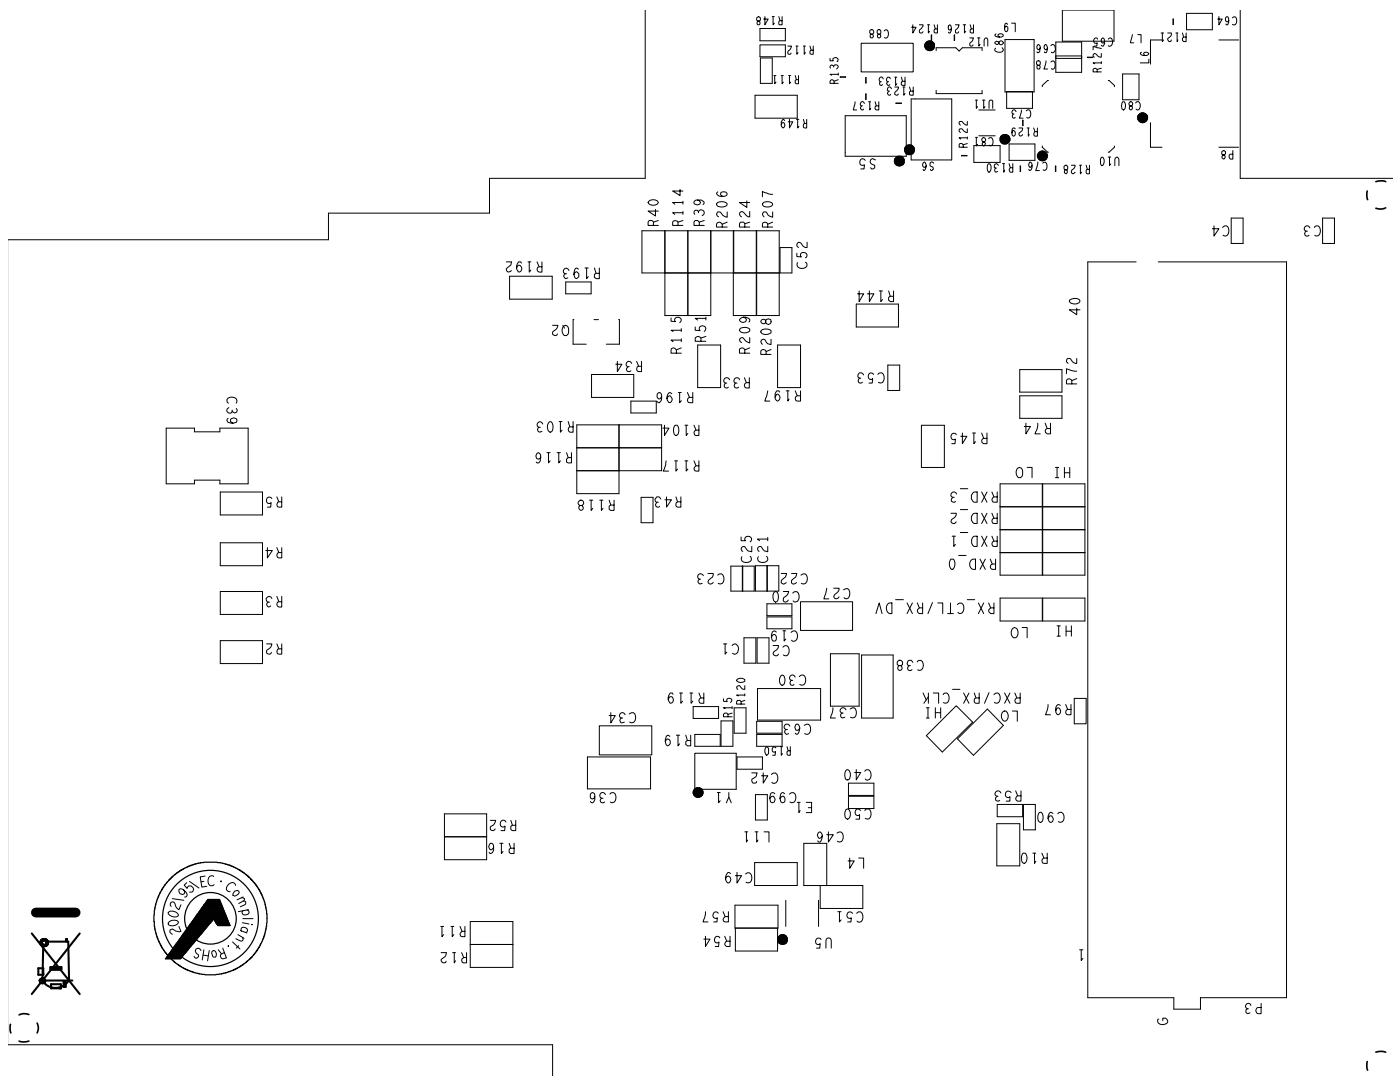 R148
R112
R111
R149
R135
C88
R124
R126
U12
L9
C86
C66
C78
C65
R127
L7
L6
R121
C64
R133
R123
R137
U11
C73
R129
R122
C81
R130
C76
R128
U10
C80
P8
S5
S6
R40
R114
R39
R206
R24
R207
C52
C4
C3
R192
R193
Q2
R115
R51
R209
R208
R144
40
R34
R196
R33
R197
C53
R72
R74
C39
R103
R104
R116
R117
R118
R43
R145
LO
HI
RXD_3
RXD_2
RXD_1
RXD_0
R5
R4
R3
R2
C25
C21
C23
C22
C20
C27
C19
RX_CTL/RX_DV
LO
HI
C1
C2
C38
C30
C37
R119
R15
R120
RXC/RX_CLK
HI
LO
R97
C34
R19
C63
R150
C36
C42
Y1
C99
E1
C40
C50
R53
C90
R10
L11
C46
L4
C49
C51
R52
R16
R57
R54
U5
R11
R12
2002\95\EC · Compliant. RoHS
1
G
P3